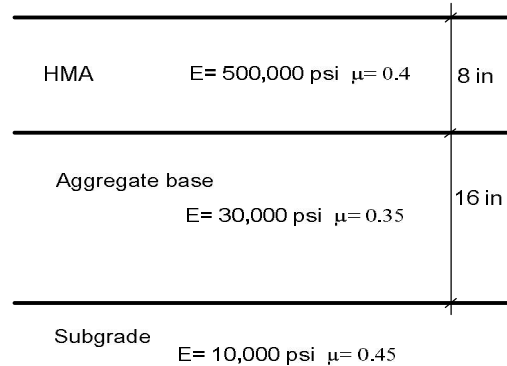 HMA E= 500,000 psi μ= 0.4 8 in
Aggregate base
E= 30,000 psi μ= 0.35 16 in
Subgrade
E= 10,000 psi μ= 0.45